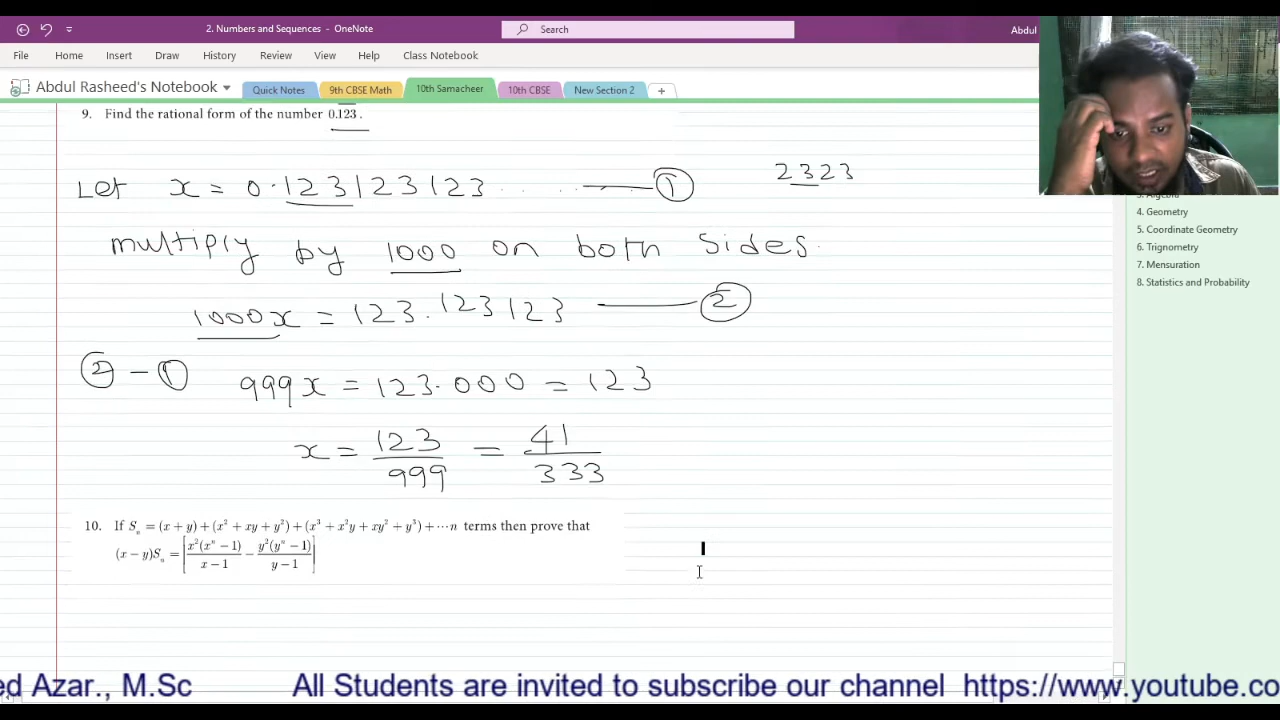 2. Numbers and Sequences - OneNote
Search
Abdul
File Home Insert Draw History Review View Help Class Notebook
Abdul Rasheed's Notebook
Quick Notes 9th CBSE Math 10th Samacheer 10th CBSE New Section 2 +
9. Find the rational form of the number 0.1̅2̅3̅ .
Let x = 0.123123123 ..... ①
2323
multiply by 1000 on both sides.
1000x = 123.123123 ②
② - ① 999x = 123.000 = 123
x = 123/999 = 41/333
10. If Sₙ = (x + y) + (x² + xy + y²) + (x³ + x²y + xy² + y³) + ⋯ n terms then prove that
(x − y)Sₙ = [x²(xⁿ − 1)/(x − 1) − y²(yⁿ − 1)/(y − 1)]
4. Geometry
5. Coordinate Geometry
6. Trignometry
7. Mensuration
8. Statistics and Probability
ed Azar., M.Sc All Students are invited to subscribe our channel https://www.youtube.co